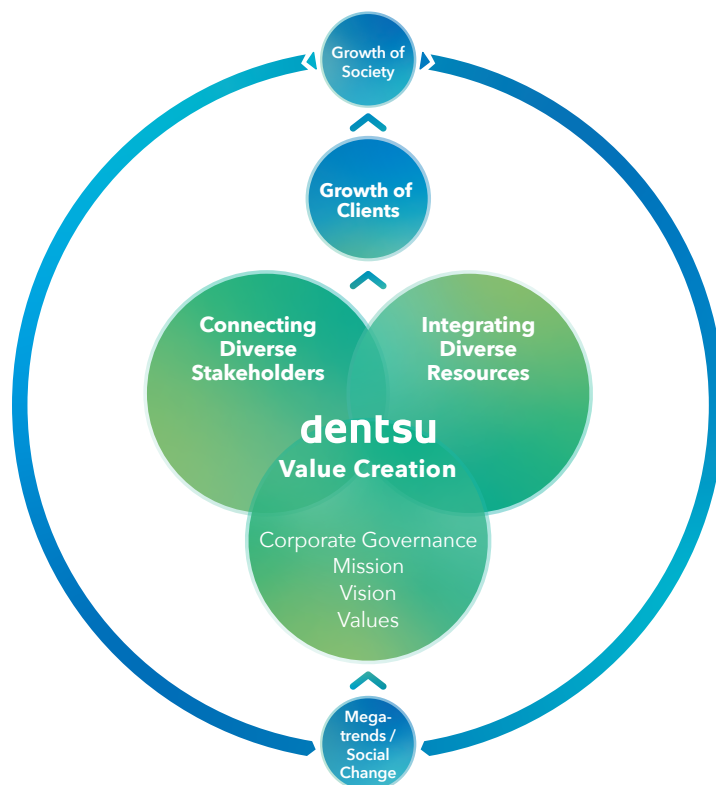 Growth of
Society
Growth of
Clients
Connecting
Diverse
Stakeholders
Integrating
Diverse
Resources
dentsu
Value Creation
Corporate Governance
Mission
Vision
Values
Mega-
trends /
Social
Change